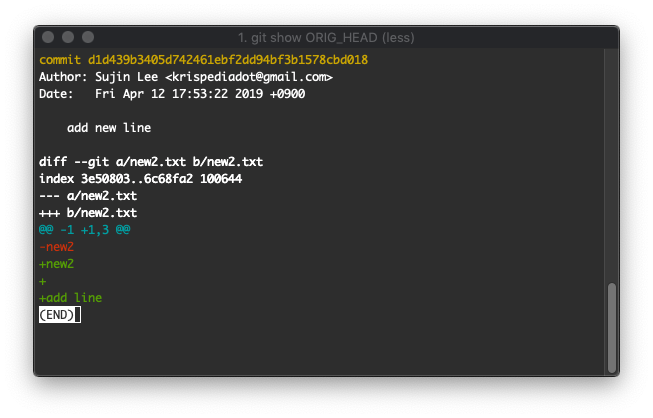 1. git show ORIG_HEAD (less)
commit d1d439b3405d742461ebf2dd94bf3b1578cbd018
Author: Sujin Lee <krispediadot@gmail.com>
Date:   Fri Apr 12 17:53:22 2019 +0900
    add new line
diff --git a/new2.txt b/new2.txt
index 3e50803..6c68fa2 100644
--- a/new2.txt
+++ b/new2.txt
@@ -1 +1,3 @@
-new2
+new2
+
+add line
(END)